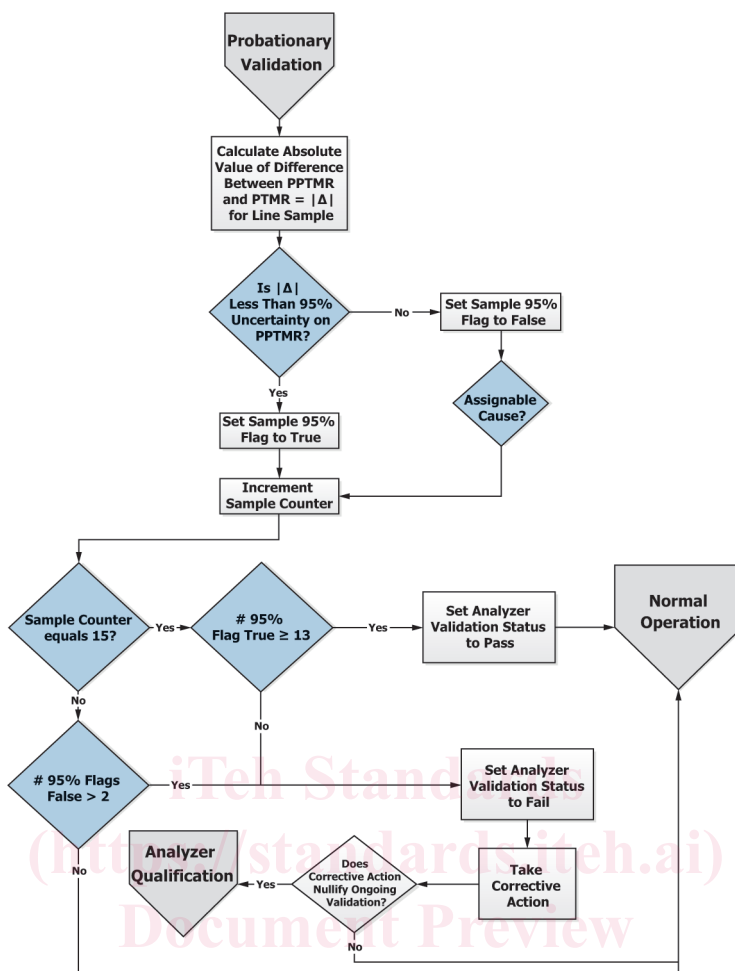 Probationary
Validation
Calculate Absolute
Value of Difference
Between PPTMR
and PTMR = |Δ|
for Line Sample
Is |Δ|
Less Than 95%
Uncertainty on
PPTMR?
No
Set Sample 95%
Flag to False
Yes
Assignable
Cause?
Set Sample 95%
Flag to True
Increment
Sample Counter
Sample Counter
equals 15?
Yes
# 95%
Flag True ≥ 13
Yes
Set Analyzer
Validation Status
to Pass
Normal
Operation
No
No
# 95% Flags
False > 2
Yes
Set Analyzer
Validation Status
to Fail
iTeh Standards
(https://standards.iteh.ai)
Document Preview
No
Analyzer
Qualification
Yes
Does
Corrective Action
Nullify Ongoing
Validation?
Take
Corrective
Action
No